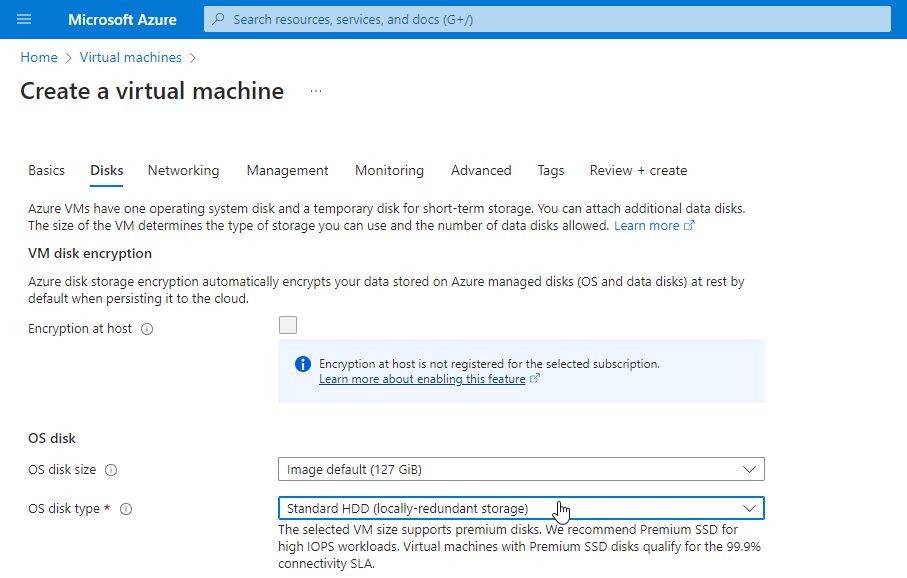 Microsoft Azure
Search resources, services, and docs (G+/)
Home > Virtual machines >
Create a virtual machine ...
Basics Disks Networking Management Monitoring Advanced Tags Review + create
Azure VMs have one operating system disk and a temporary disk for short-term storage. You can attach additional data disks.
The size of the VM determines the type of storage you can use and the number of data disks allowed. Learn more
VM disk encryption
Azure disk storage encryption automatically encrypts your data stored on Azure managed disks (OS and data disks) at rest by
default when persisting it to the cloud.
Encryption at host
Encryption at host is not registered for the selected subscription.
Learn more about enabling this feature
OS disk
OS disk size
Image default (127 GiB)
OS disk type *
Standard HDD (locally-redundant storage)
The selected VM size supports premium disks. We recommend Premium SSD for
high IOPS workloads. Virtual machines with Premium SSD disks qualify for the 99.9%
connectivity SLA.